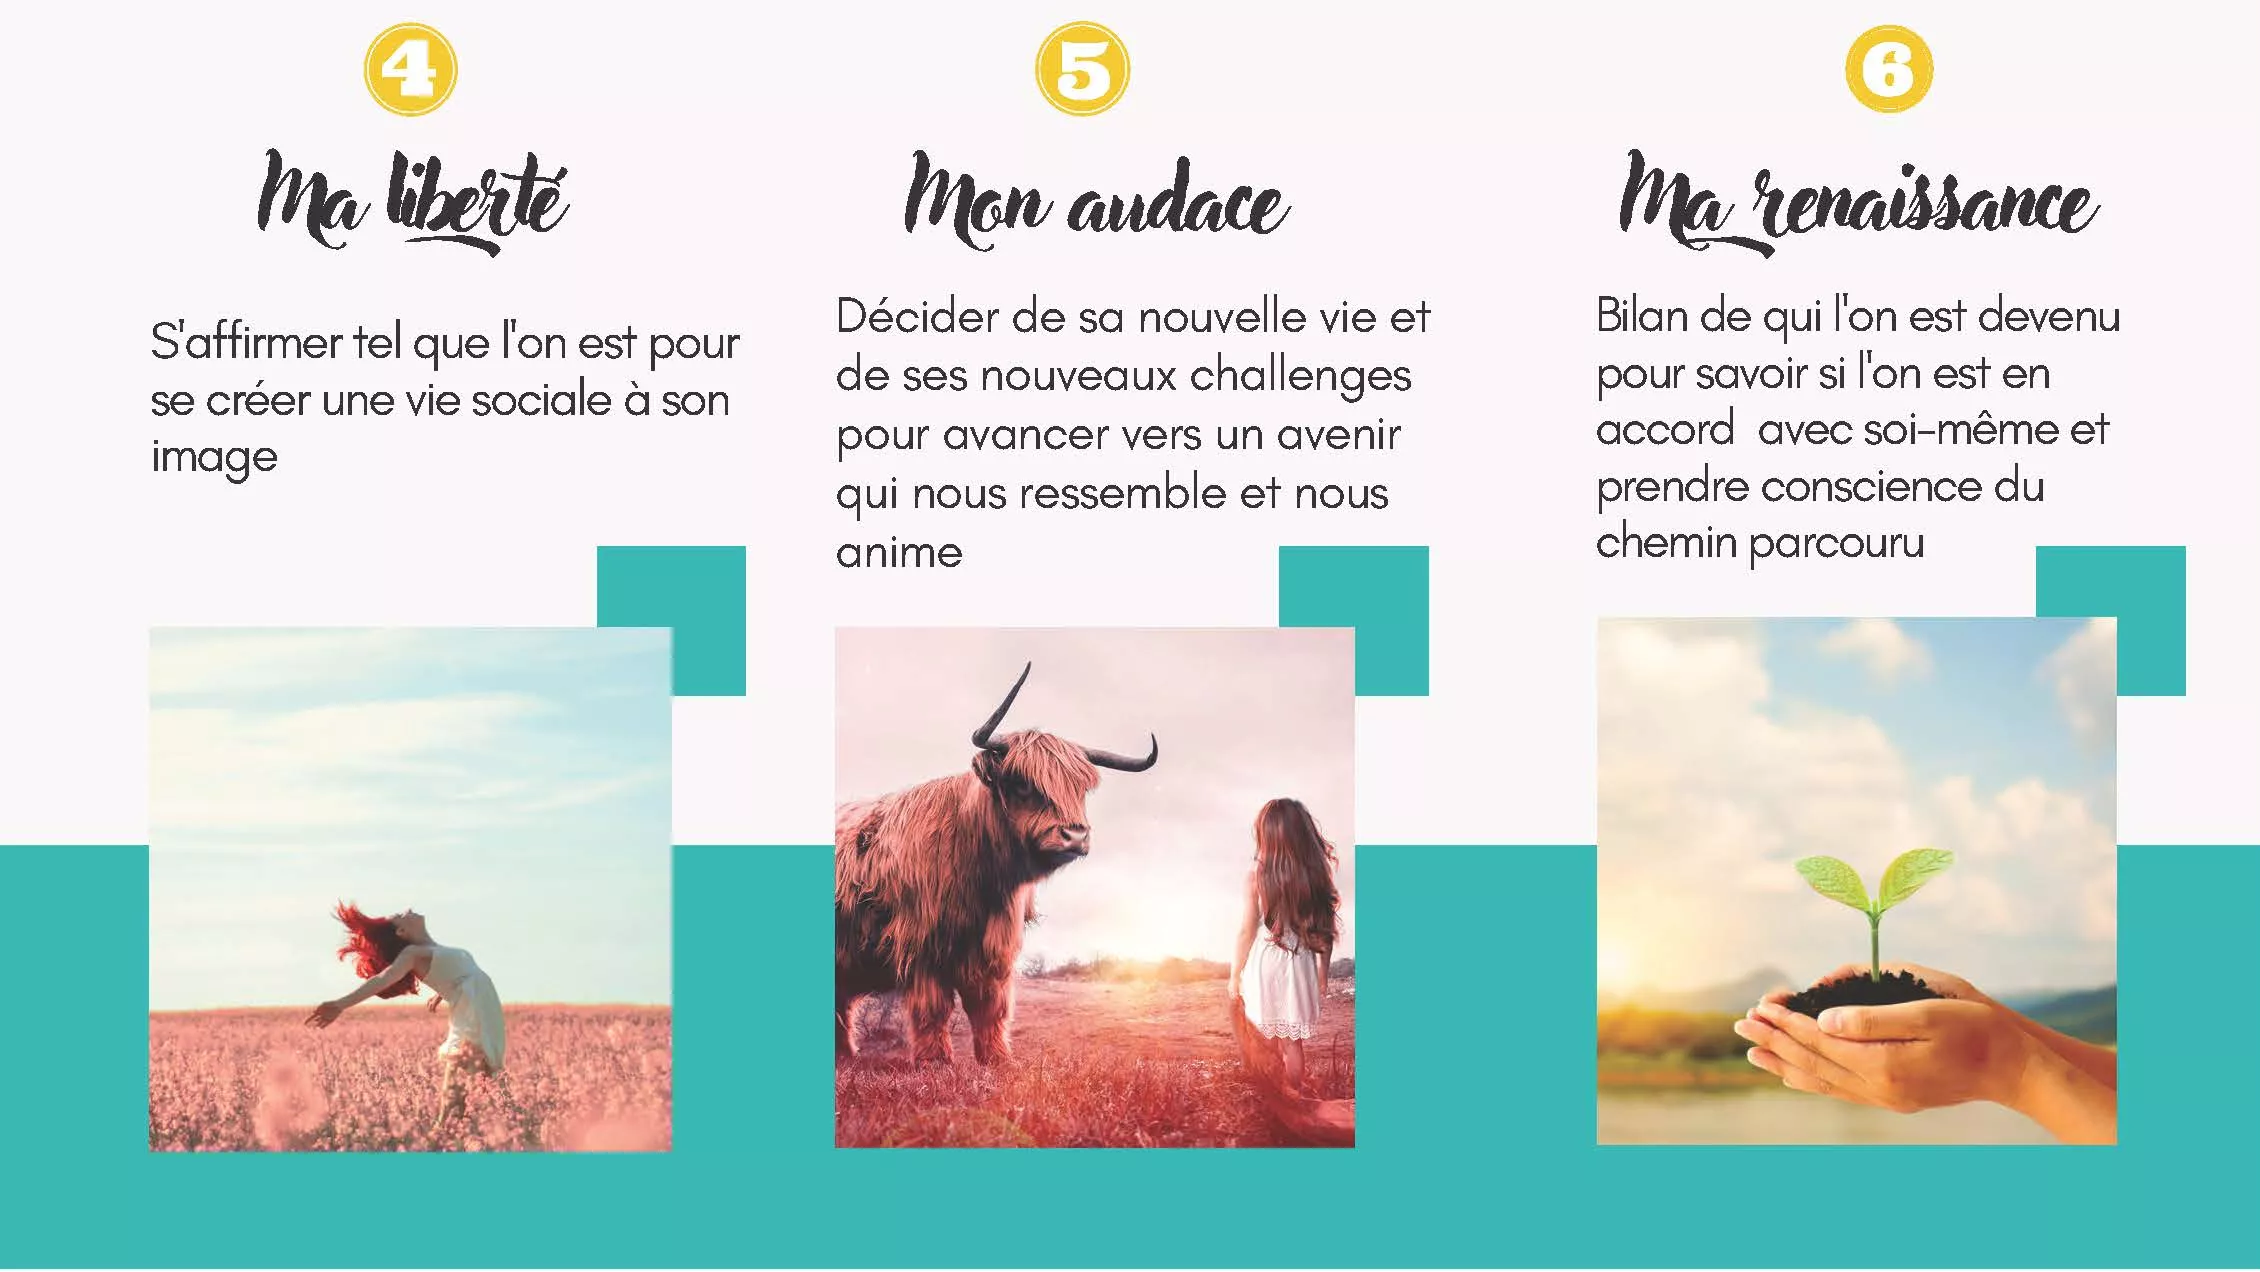 4
Ma liberté
S'affirmer tel que l'on est pour
se créer une vie sociale à son
image
5
Mon audace
Décider de sa nouvelle vie et
de ses nouveaux challenges
pour avancer vers un avenir
qui nous ressemble et nous
anime
6
Ma renaissance
Bilan de qui l'on est devenu
pour savoir si l'on est en
accord  avec soi-même et
prendre conscience du
chemin parcouru